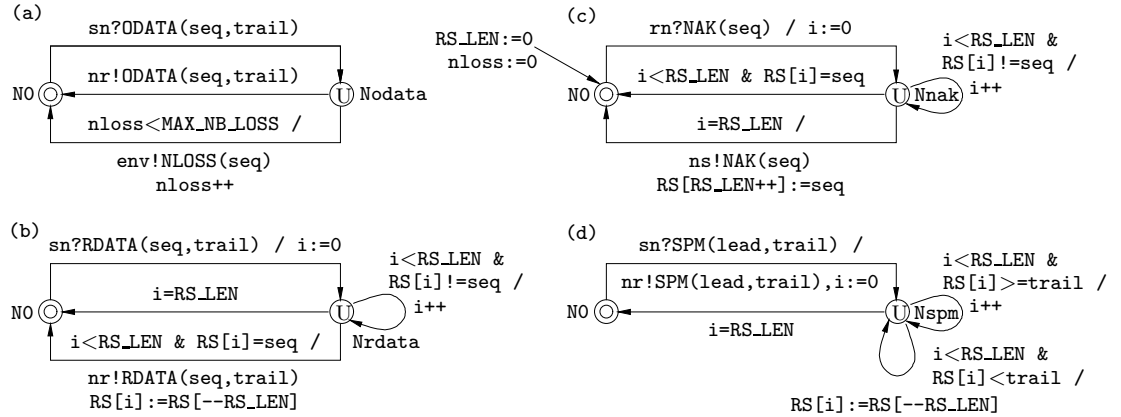 (a)
sn?ODATA(seq,trail)
nr!ODATA(seq,trail)
N0
U
Nodata
nloss<MAX_NB_LOSS /
env!NLOSS(seq)
nloss++
(c)
RS_LEN:=0
nloss:=0
rn?NAK(seq) / i:=0
i<RS_LEN &
RS[i]!=seq /
i++
i<RS_LEN & RS[i]=seq
N0
U
Nnak
i=RS_LEN /
ns!NAK(seq)
RS[RS_LEN++]:=seq
(b)
sn?RDATA(seq,trail) / i:=0
i<RS_LEN &
RS[i]!=seq /
i++
i=RS_LEN
N0
U
Nrdata
i<RS_LEN & RS[i]=seq /
nr!RDATA(seq,trail)
RS[i]:=RS[--RS_LEN]
(d)
sn?SPM(lead,trail) /
nr!SPM(lead,trail),i:=0
i<RS_LEN &
RS[i]>=trail /
i++
N0
U
Nspm
i=RS_LEN
i<RS_LEN &
RS[i]<trail /
RS[i]:=RS[--RS_LEN]